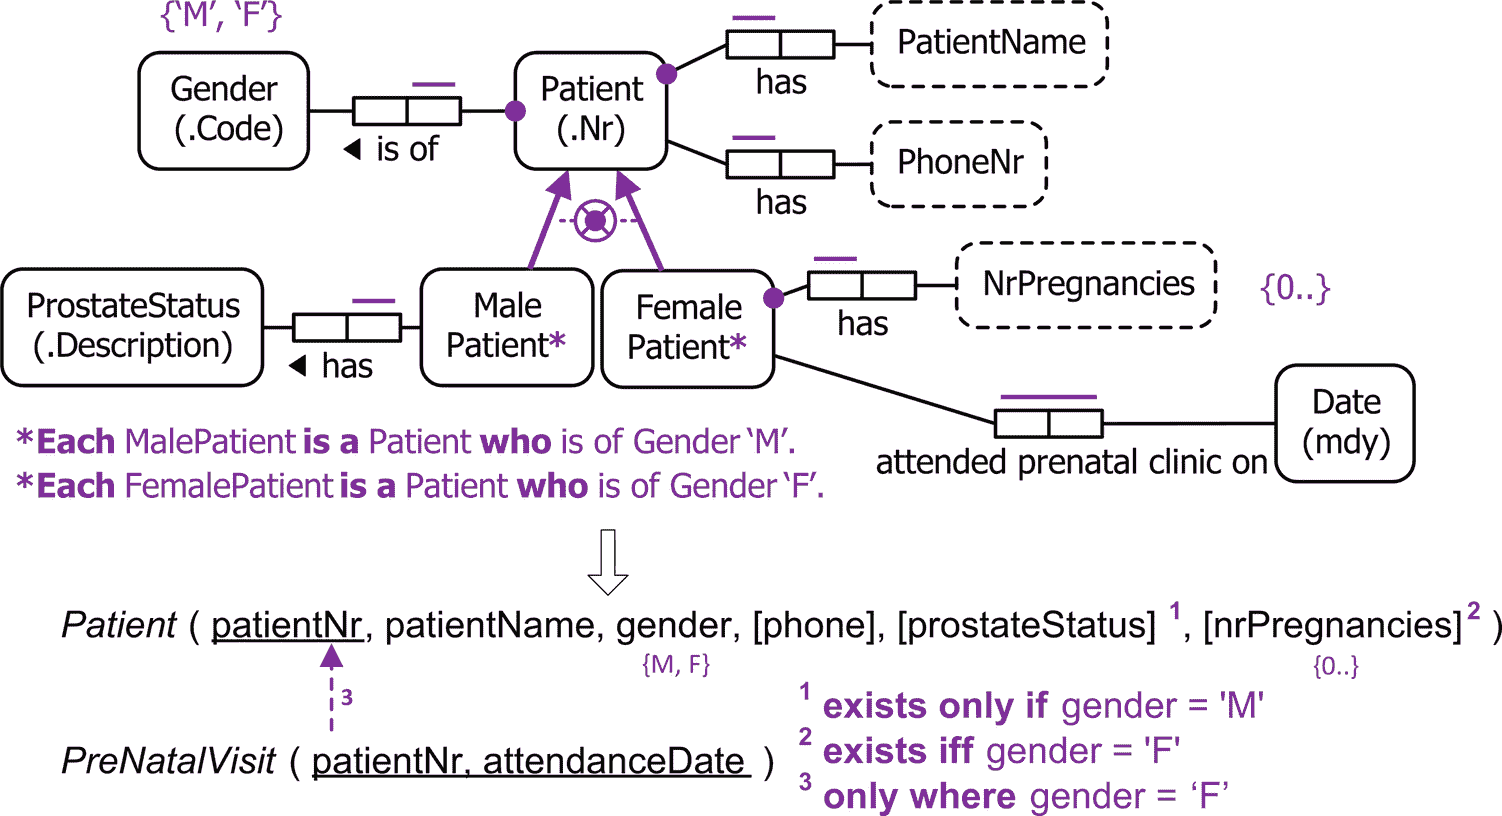 {‘M’, ‘F’}
Gender
(.Code)
◄ is of
Patient
(.Nr)
has
PatientName
has
PhoneNr
ProstateStatus
(.Description)
◄ has
Male
Patient*
Female
Patient*
has
NrPregnancies
{0..}
attended prenatal clinic on
Date
(mdy)
*Each MalePatient is a Patient who is of Gender ‘M’.
*Each FemalePatient is a Patient who is of Gender ‘F’.
Patient ( patientNr, patientName, gender, [phone], [prostateStatus] 1, [nrPregnancies] 2 )
{M, F}
{0..}
3
PreNatalVisit ( patientNr, attendanceDate )
1 exists only if gender = 'M'
2 exists iff gender = 'F'
3 only where gender = ‘F’